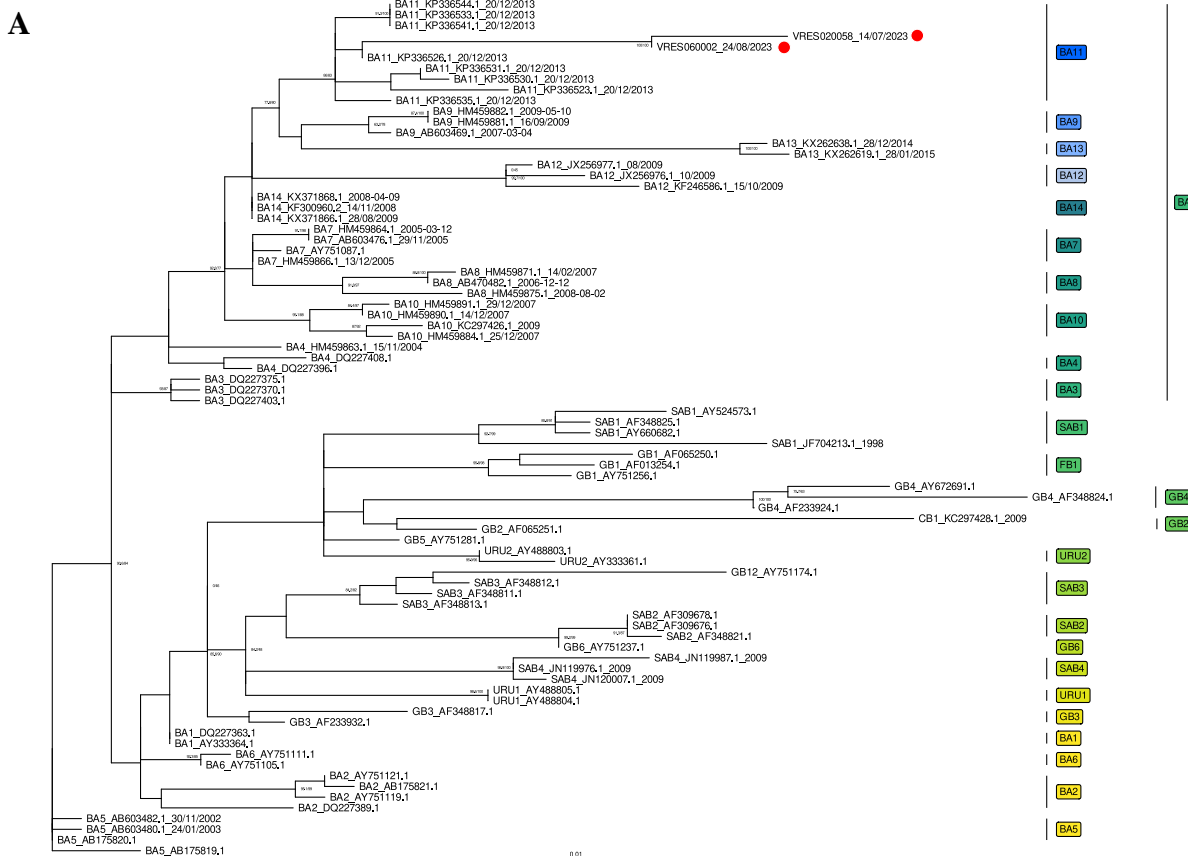 A
BA11_KP336544.1_20/12/2013
BA11_KP336533.1_20/12/2013
BA11_KP336541.1_20/12/2013
VRES020058_14/07/2023
VRES060002_24/08/2023
BA11_KP336526.1_20/12/2013
BA11_KP336531.1_20/12/2013
BA11_KP336530.1_20/12/2013
BA11_KP336523.1_20/12/2013
BA11_KP336535.1_20/12/2013
BA11
BA9_HM459882.1_2009-05-10
BA9_HM459881.1_16/09/2009
BA9_AB603469.1_2007-03-04
BA9
BA13_KX262638.1_28/12/2014
BA13_KX262619.1_28/01/2015
BA13
BA12_JX256977.1_08/2009
BA12_JX256976.1_10/2009
BA12_KF246586.1_15/10/2009
BA12
BA14_KX371868.1_2008-04-09
BA14_KF300960.2_14/11/2008
BA14_KX371866.1_28/08/2009
BA14
BA
BA7_HM459864.1_2005-03-12
BA7_AB603476.1_29/11/2005
BA7_AY751087.1
BA7_HM459866.1_13/12/2005
BA7
BA8_HM459871.1_14/02/2007
BA8_AB470482.1_2006-12-12
BA8_HM459875.1_2008-08-02
BA8
BA10_HM459891.1_29/12/2007
BA10_HM459890.1_14/12/2007
BA10_KC297426.1_2009
BA10_HM459884.1_25/12/2007
BA10
BA4_HM459863.1_15/11/2004
BA4_DQ227408.1
BA4_DQ227396.1
BA4
BA3_DQ227375.1
BA3_DQ227370.1
BA3_DQ227403.1
BA3
SAB1_AY524573.1
SAB1_AF348825.1
SAB1_AY660682.1
SAB1_JF704213.1_1998
SAB1
GB1_AF065250.1
GB1_AF013254.1
GB1_AY751256.1
FB1
GB4_AY672691.1
GB4_AF348824.1
GB4_AF233924.1
GB4
CB1_KC297428.1_2009
GB2_AF065251.1
GB2
GB5_AY751281.1
URU2_AY488803.1
URU2_AY333361.1
URU2
GB12_AY751174.1
SAB3_AF348812.1
SAB3_AF348811.1
SAB3_AF348813.1
SAB3
SAB2_AF309678.1
SAB2_AF309676.1
SAB2_AF348821.1
SAB2
GB6_AY751237.1
GB6
SAB4_JN119987.1_2009
SAB4_JN119976.1_2009
SAB4_JN120007.1_2009
SAB4
URU1_AY488805.1
URU1_AY488804.1
URU1
GB3_AF348817.1
GB3_AF233932.1
GB3
BA1_DQ227363.1
BA1_AY333364.1
BA1
BA6_AY751111.1
BA6_AY751105.1
BA6
BA2_AY751121.1
BA2_AB175821.1
BA2_AY751119.1
BA2_DQ227389.1
BA2
BA5_AB603482.1_30/11/2002
BA5_AB603480.1_24/01/2003
BA5_AB175820.1
BA5_AB175819.1
BA5
0.01